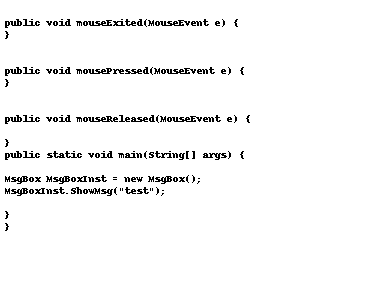 public void mouseExited(MouseEvent e) {
}
public void mousePressed(MouseEvent e) {
}
public void mouseReleased(MouseEvent e) {
}
public static void main(String[] args) {
MsgBox MsgBoxInst = new MsgBox();
MsgBoxInst.ShowMsg("test");
}
}